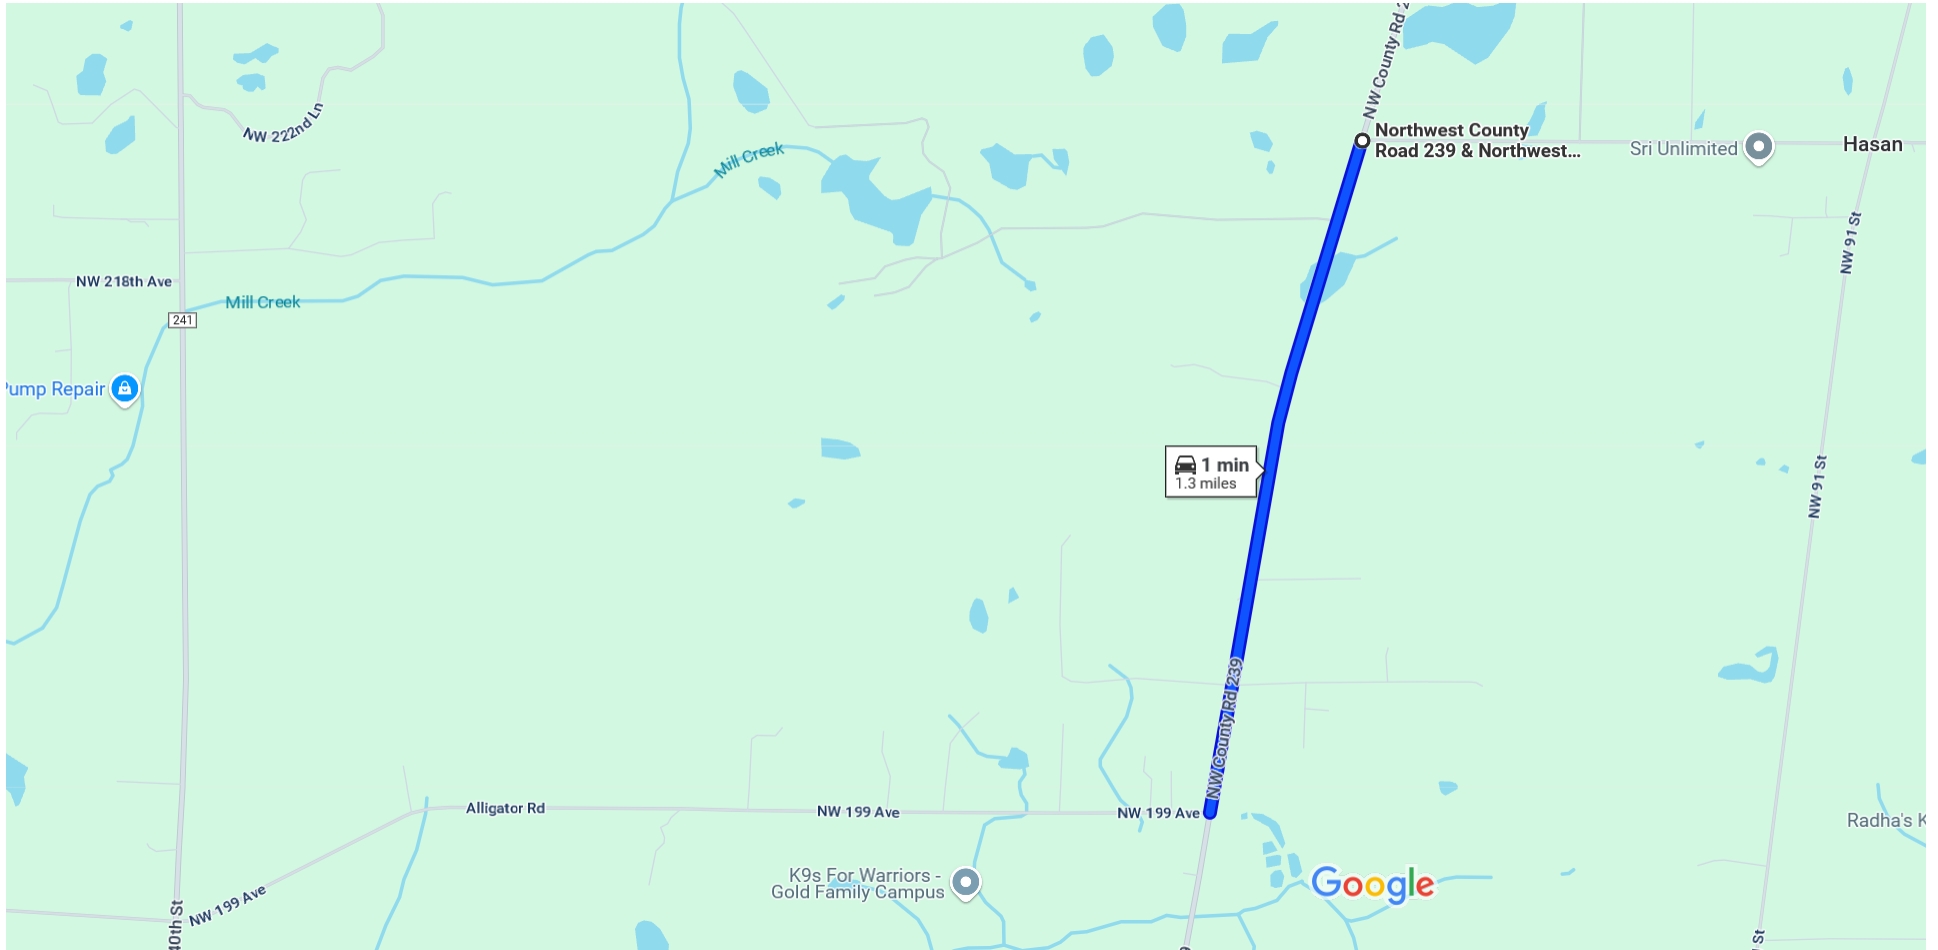 NW County Rd 2
Northwest County
Road 239 & Northwest...
NW 222nd Ln
Mill Creek
Sri Unlimited
Hasan
NW 91 St
NW 218th Ave
Mill Creek
241
Pump Repair
1 min
1.3 miles
NW 91 St
NW County Rd 239
Alligator Rd
NW 199 Ave
NW 199 Ave
Radha's K
K9s For Warriors -
Gold Family Campus
Google
NW 199 Ave
40th St
9
St